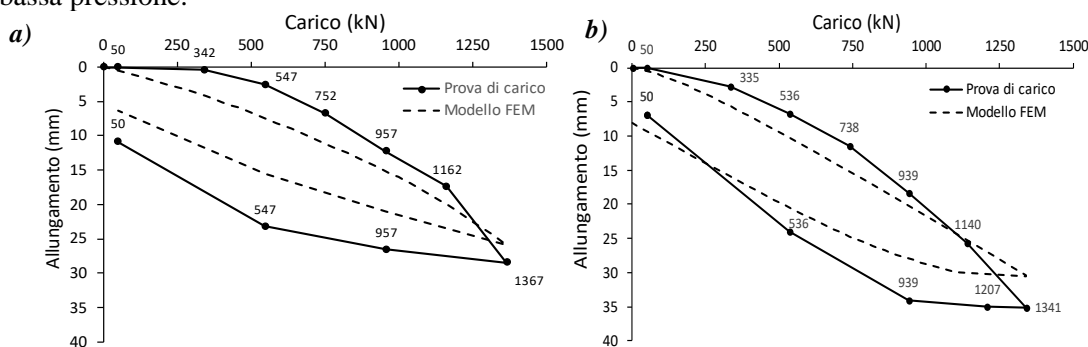 bassa pressione.
a)
Carico (kN)
0 50 250 500 750 1000 1250 1500
0
5
10
15
20
25
30
35
40
Allungamento (mm)
342
547
752
957
1162
1367
50
547
957
Prova di carico
Modello FEM
b)
Carico (kN)
0 50 250 500 750 1000 1250 1500
0
5
10
15
20
25
30
35
40
Allungamento (mm)
50
335
536
738
939
1140
536
939
1207
1341
Prova di carico
Modello FEM